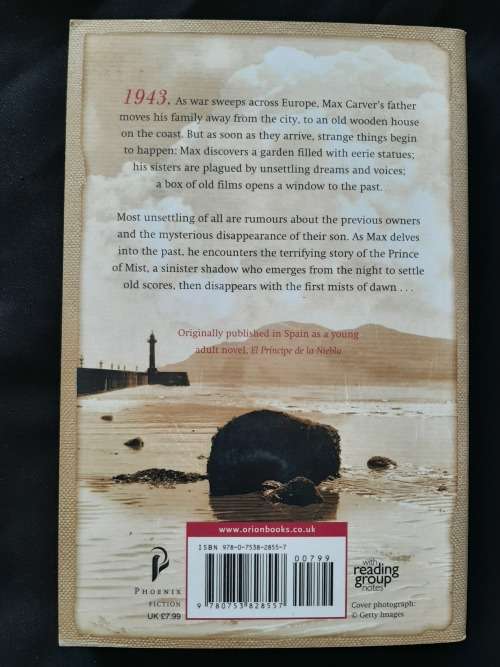 1943. As war sweeps across Europe, Max Carver's father
moves his family away from the city, to an old wooden house
on the coast. But as soon as they arrive, strange things begin
to happen: Max discovers a garden filled with eerie statues;
his sisters are plagued by unsettling dreams and voices;
a box of old films opens a window to the past.
Most unsettling of all are rumours about the previous owners
and the mysterious disappearance of their son. As Max delves
into the past, he encounters the terrifying story of the Prince
of Mist, a sinister shadow who emerges from the night to settle
old scores, then disappears with the first mists of dawn . . .
Originally published in Spain as a young
adult novel, El Príncipe de la Niebla
www.orionbooks.co.uk
ISBN 978-0-7538-2855-7
00799
9 780753 828557
PHOENIX
FICTION
UK £7.99
with
reading
group
notes
Cover photograph:
© Getty Images